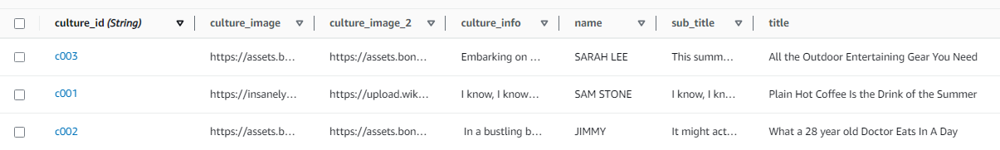 culture_id (String) culture_image culture_image_2 culture_info name sub_title title
c003 https://assets.b... https://assets.bon... Embarking on ... SARAH LEE This summ... All the Outdoor Entertaining Gear You Need
c001 https://insanely... https://upload.wik... I know, I know... SAM STONE I know, I kn... Plain Hot Coffee Is the Drink of the Summer
c002 https://assets.b... https://assets.bon... In a bustling b... JIMMY It might act... What a 28 year old Doctor Eats In A Day